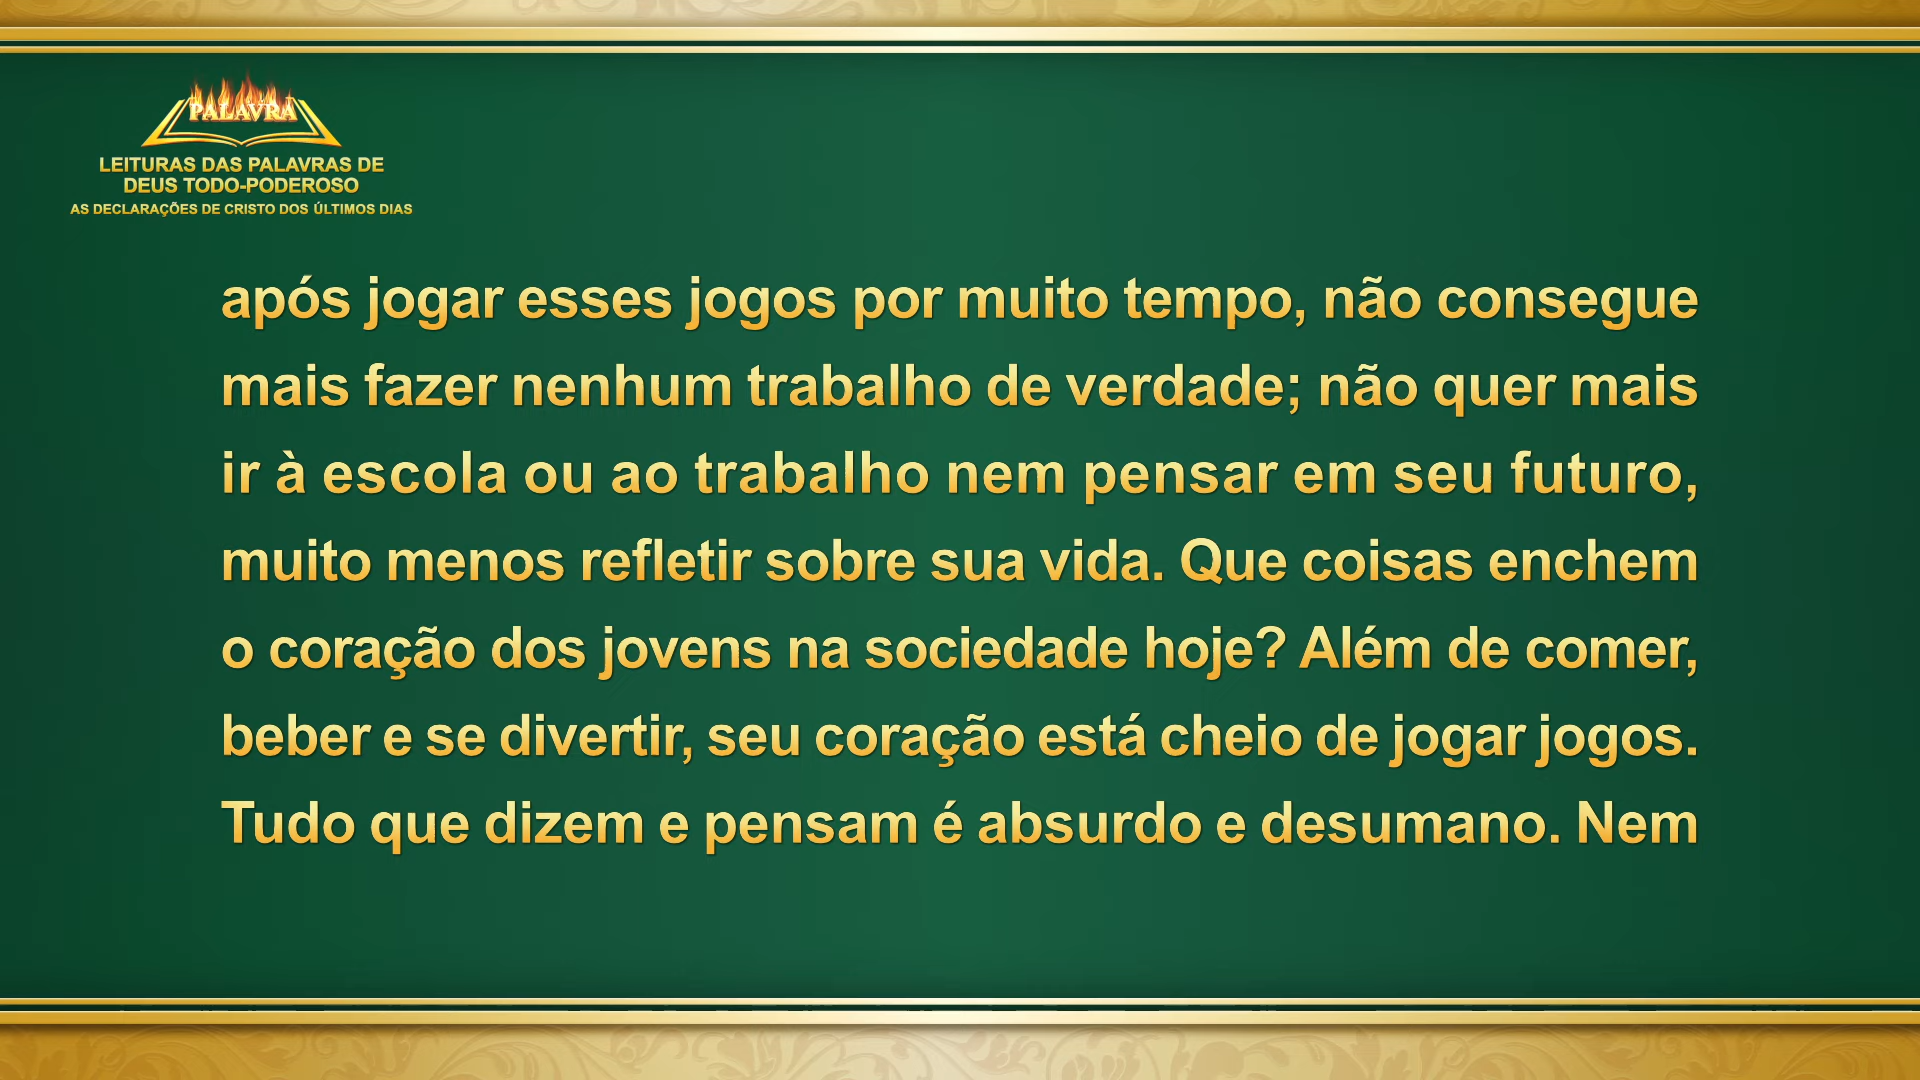 PALAVRA
LEITURAS DAS PALAVRAS DE
DEUS TODO-PODEROSO
AS DECLARAÇÕES DE CRISTO DOS ÚLTIMOS DIAS
após jogar esses jogos por muito tempo, não consegue
mais fazer nenhum trabalho de verdade; não quer mais
ir à escola ou ao trabalho nem pensar em seu futuro,
muito menos refletir sobre sua vida. Que coisas enchem
o coração dos jovens na sociedade hoje? Além de comer,
beber e se divertir, seu coração está cheio de jogar jogos.
Tudo que dizem e pensam é absurdo e desumano. Nem